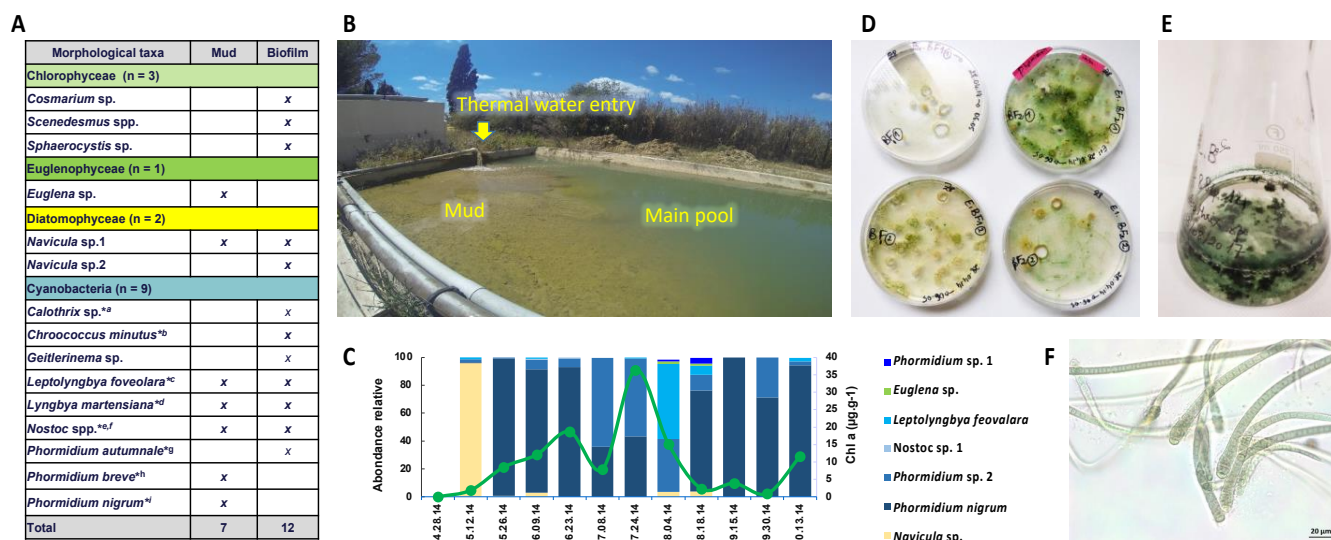 A
Morphological taxa Mud Biofilm
Chlorophyceae (n = 3)
Cosmarium sp. x
Scenedesmus spp. x
Sphaerocystis sp. x
Euglenophyceae (n = 1)
Euglena sp. x
Diatomophyceae (n = 2)
Navicula sp.1 x x
Navicula sp.2 x
Cyanobacteria (n = 9)
Calothrix sp.*a x
Chroococcus minutus*b x
Geitlerinema sp. x
Leptolyngbya foveolara*c x x
Lyngbya martensiana*d x x
Nostoc spp.*e,f x x
Phormidium autumnale*g x
Phormidium breve*h x
Phormidium nigrum*i x
Total 7 12
B
Thermal water entry
Mud
Main pool
C
Abondance relative
100
80
60
40
20
0
40
35
30
25
20
15
10
5
0
Chl a (µg.g-1)
4.28.14
5.12.14
5.26.14
6.09.14
6.23.14
7.08.14
7.24.14
8.04.14
8.18.14
9.15.14
9.30.14
0.13.14
Phormidium sp. 1
Euglena sp.
Leptolyngbya feovalara
Nostoc sp. 1
Phormidium sp. 2
Phormidium nigrum
Navicula sp.
D
BF①
BF②
E
F
20 µm